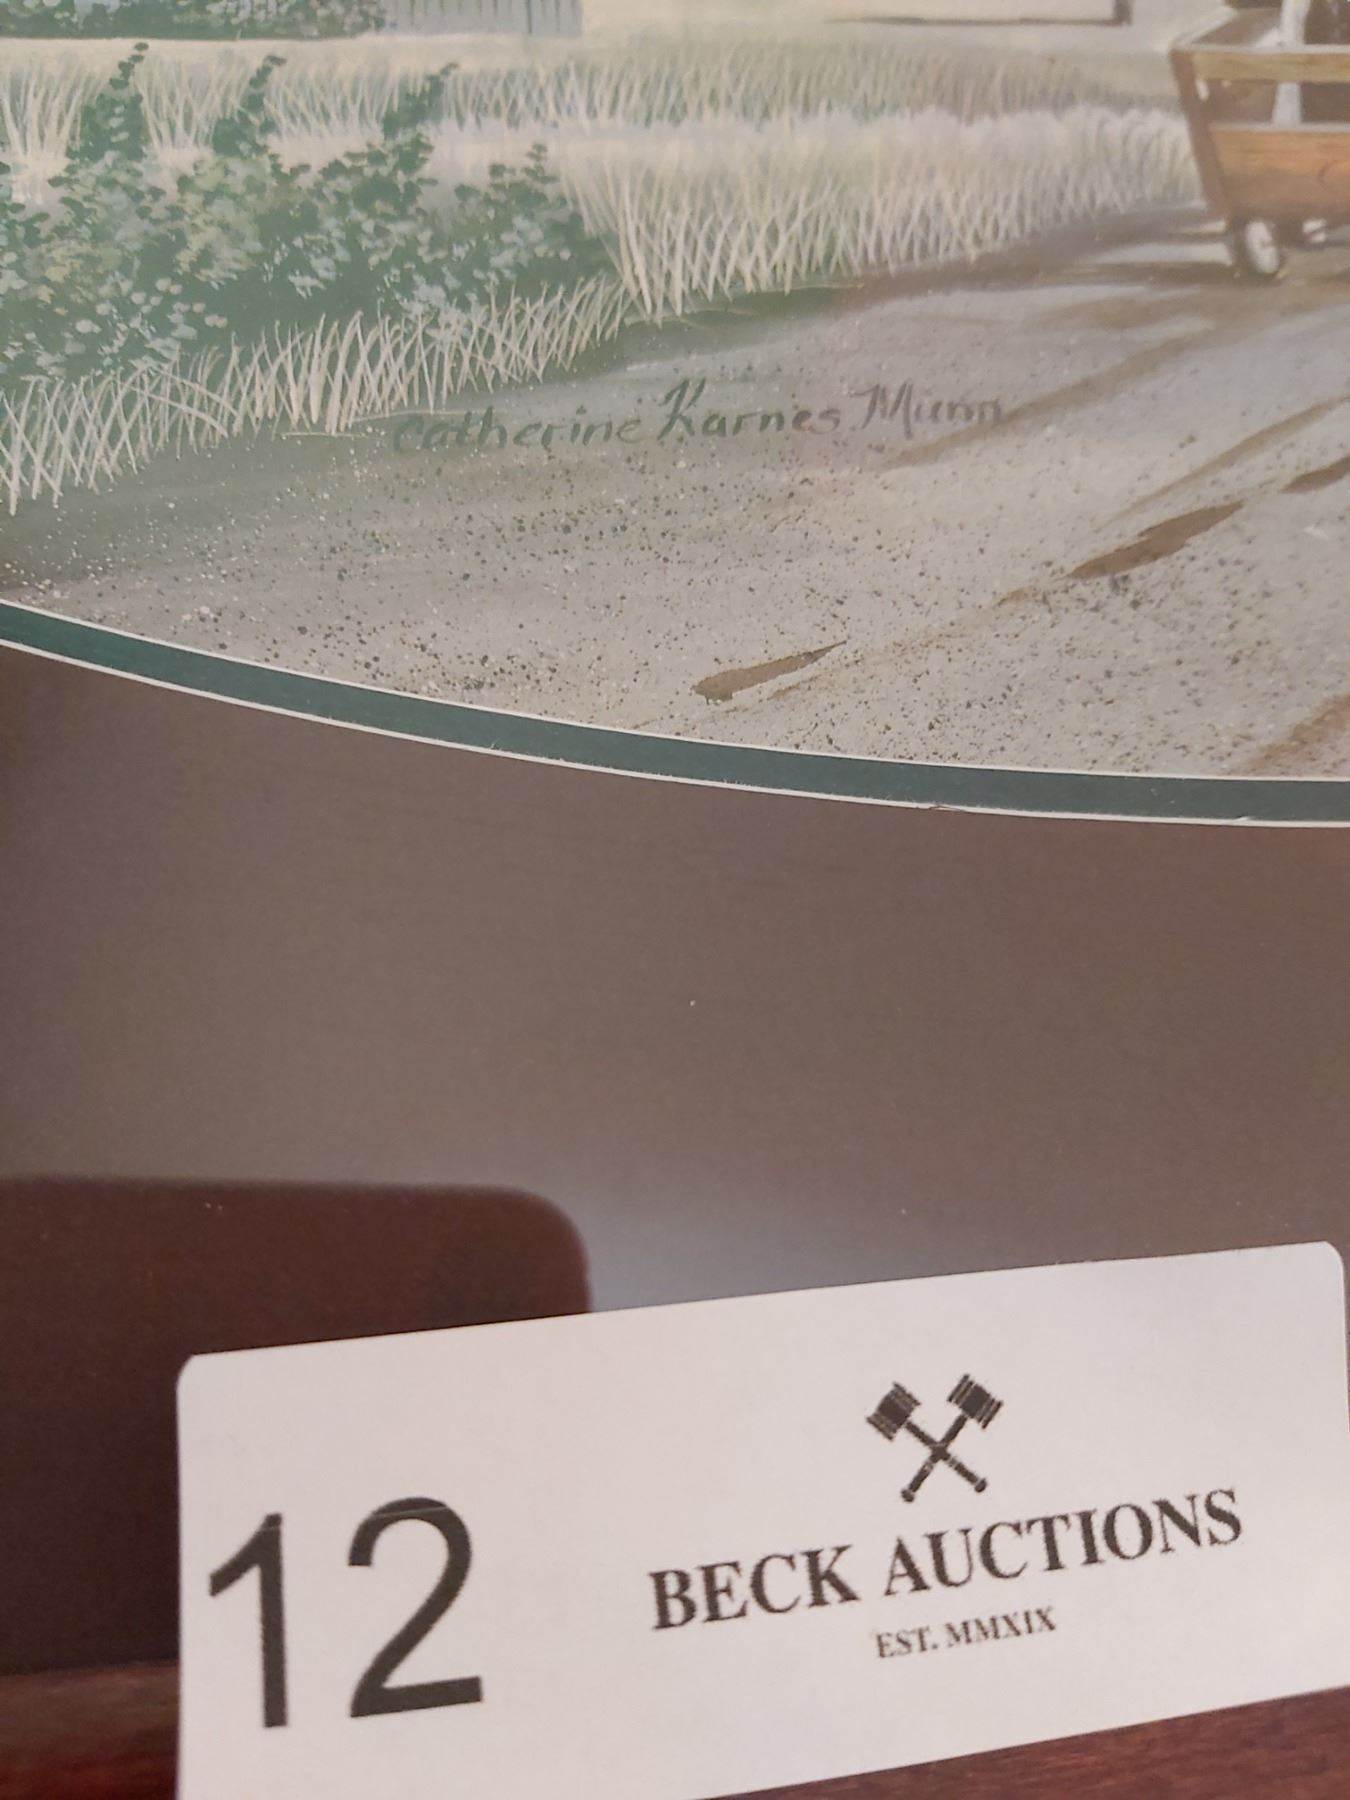 Catherine Karnes Munn
12
BECK AUCTIONS
EST. MMXIX